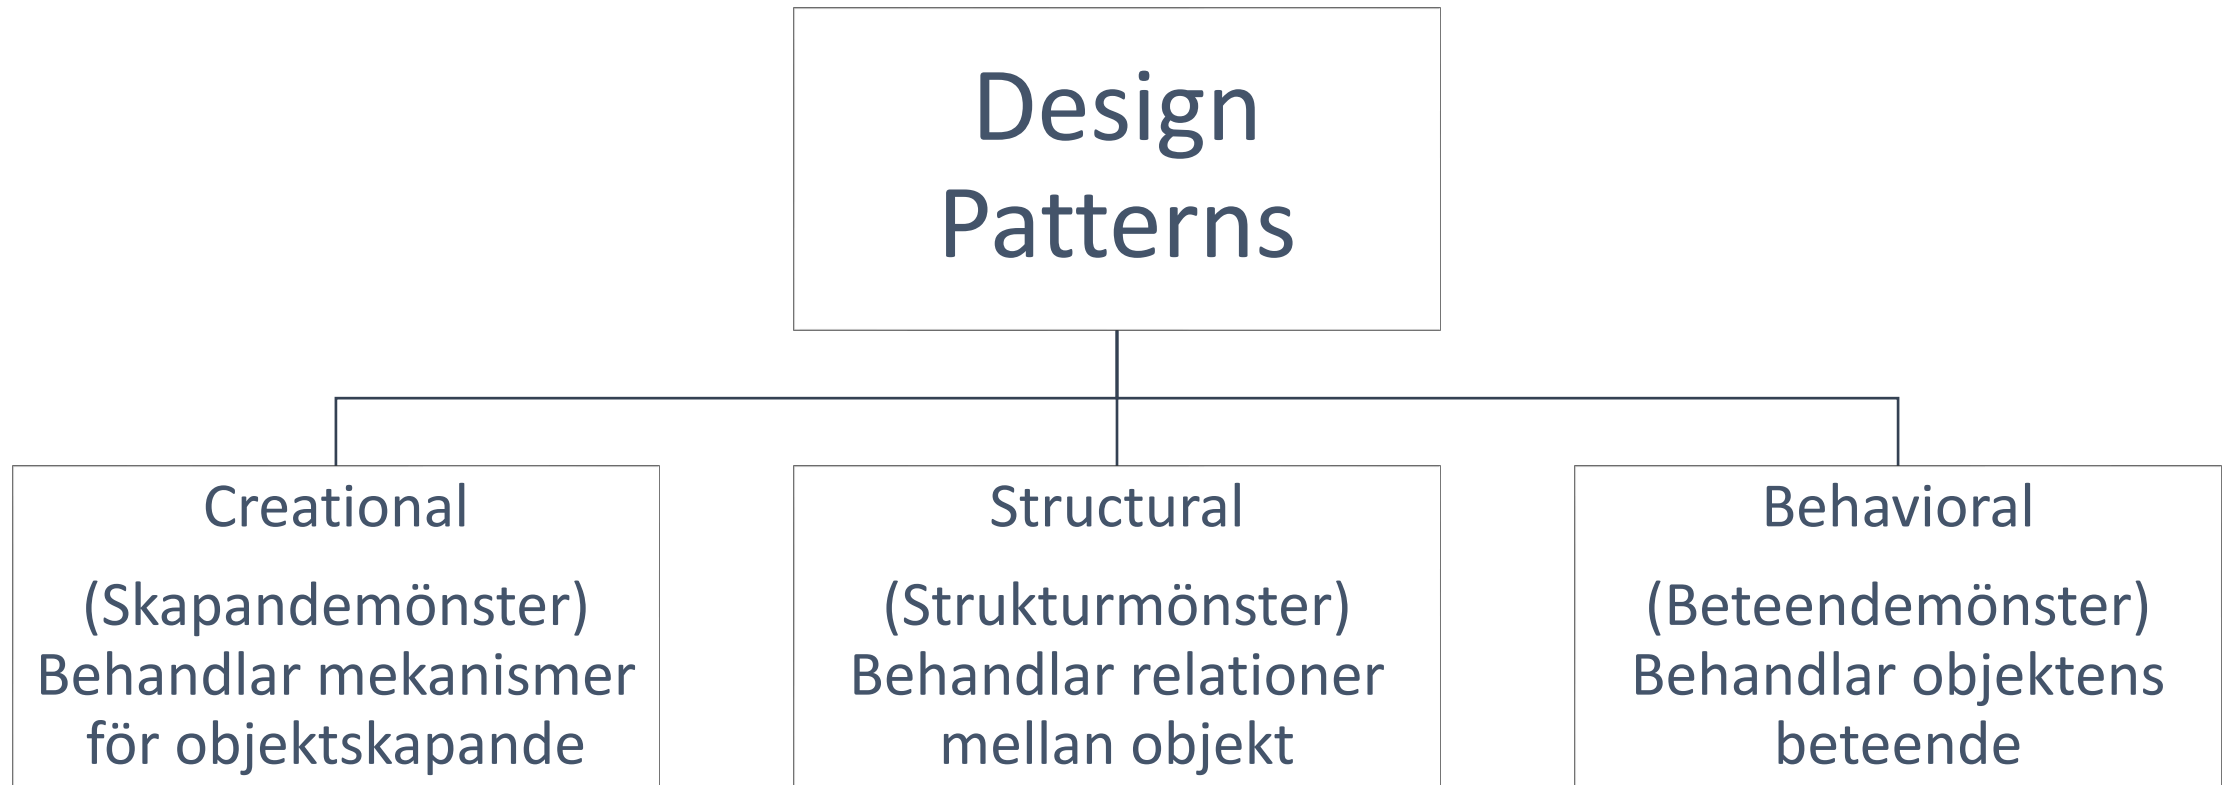 Design
Patterns
Creational
(Skapandemönster)
Behandlar mekanismer
för objektskapande
Structural
(Strukturmönster)
Behandlar relationer
mellan objekt
Behavioral
(Beteendemönster)
Behandlar objektens
beteende